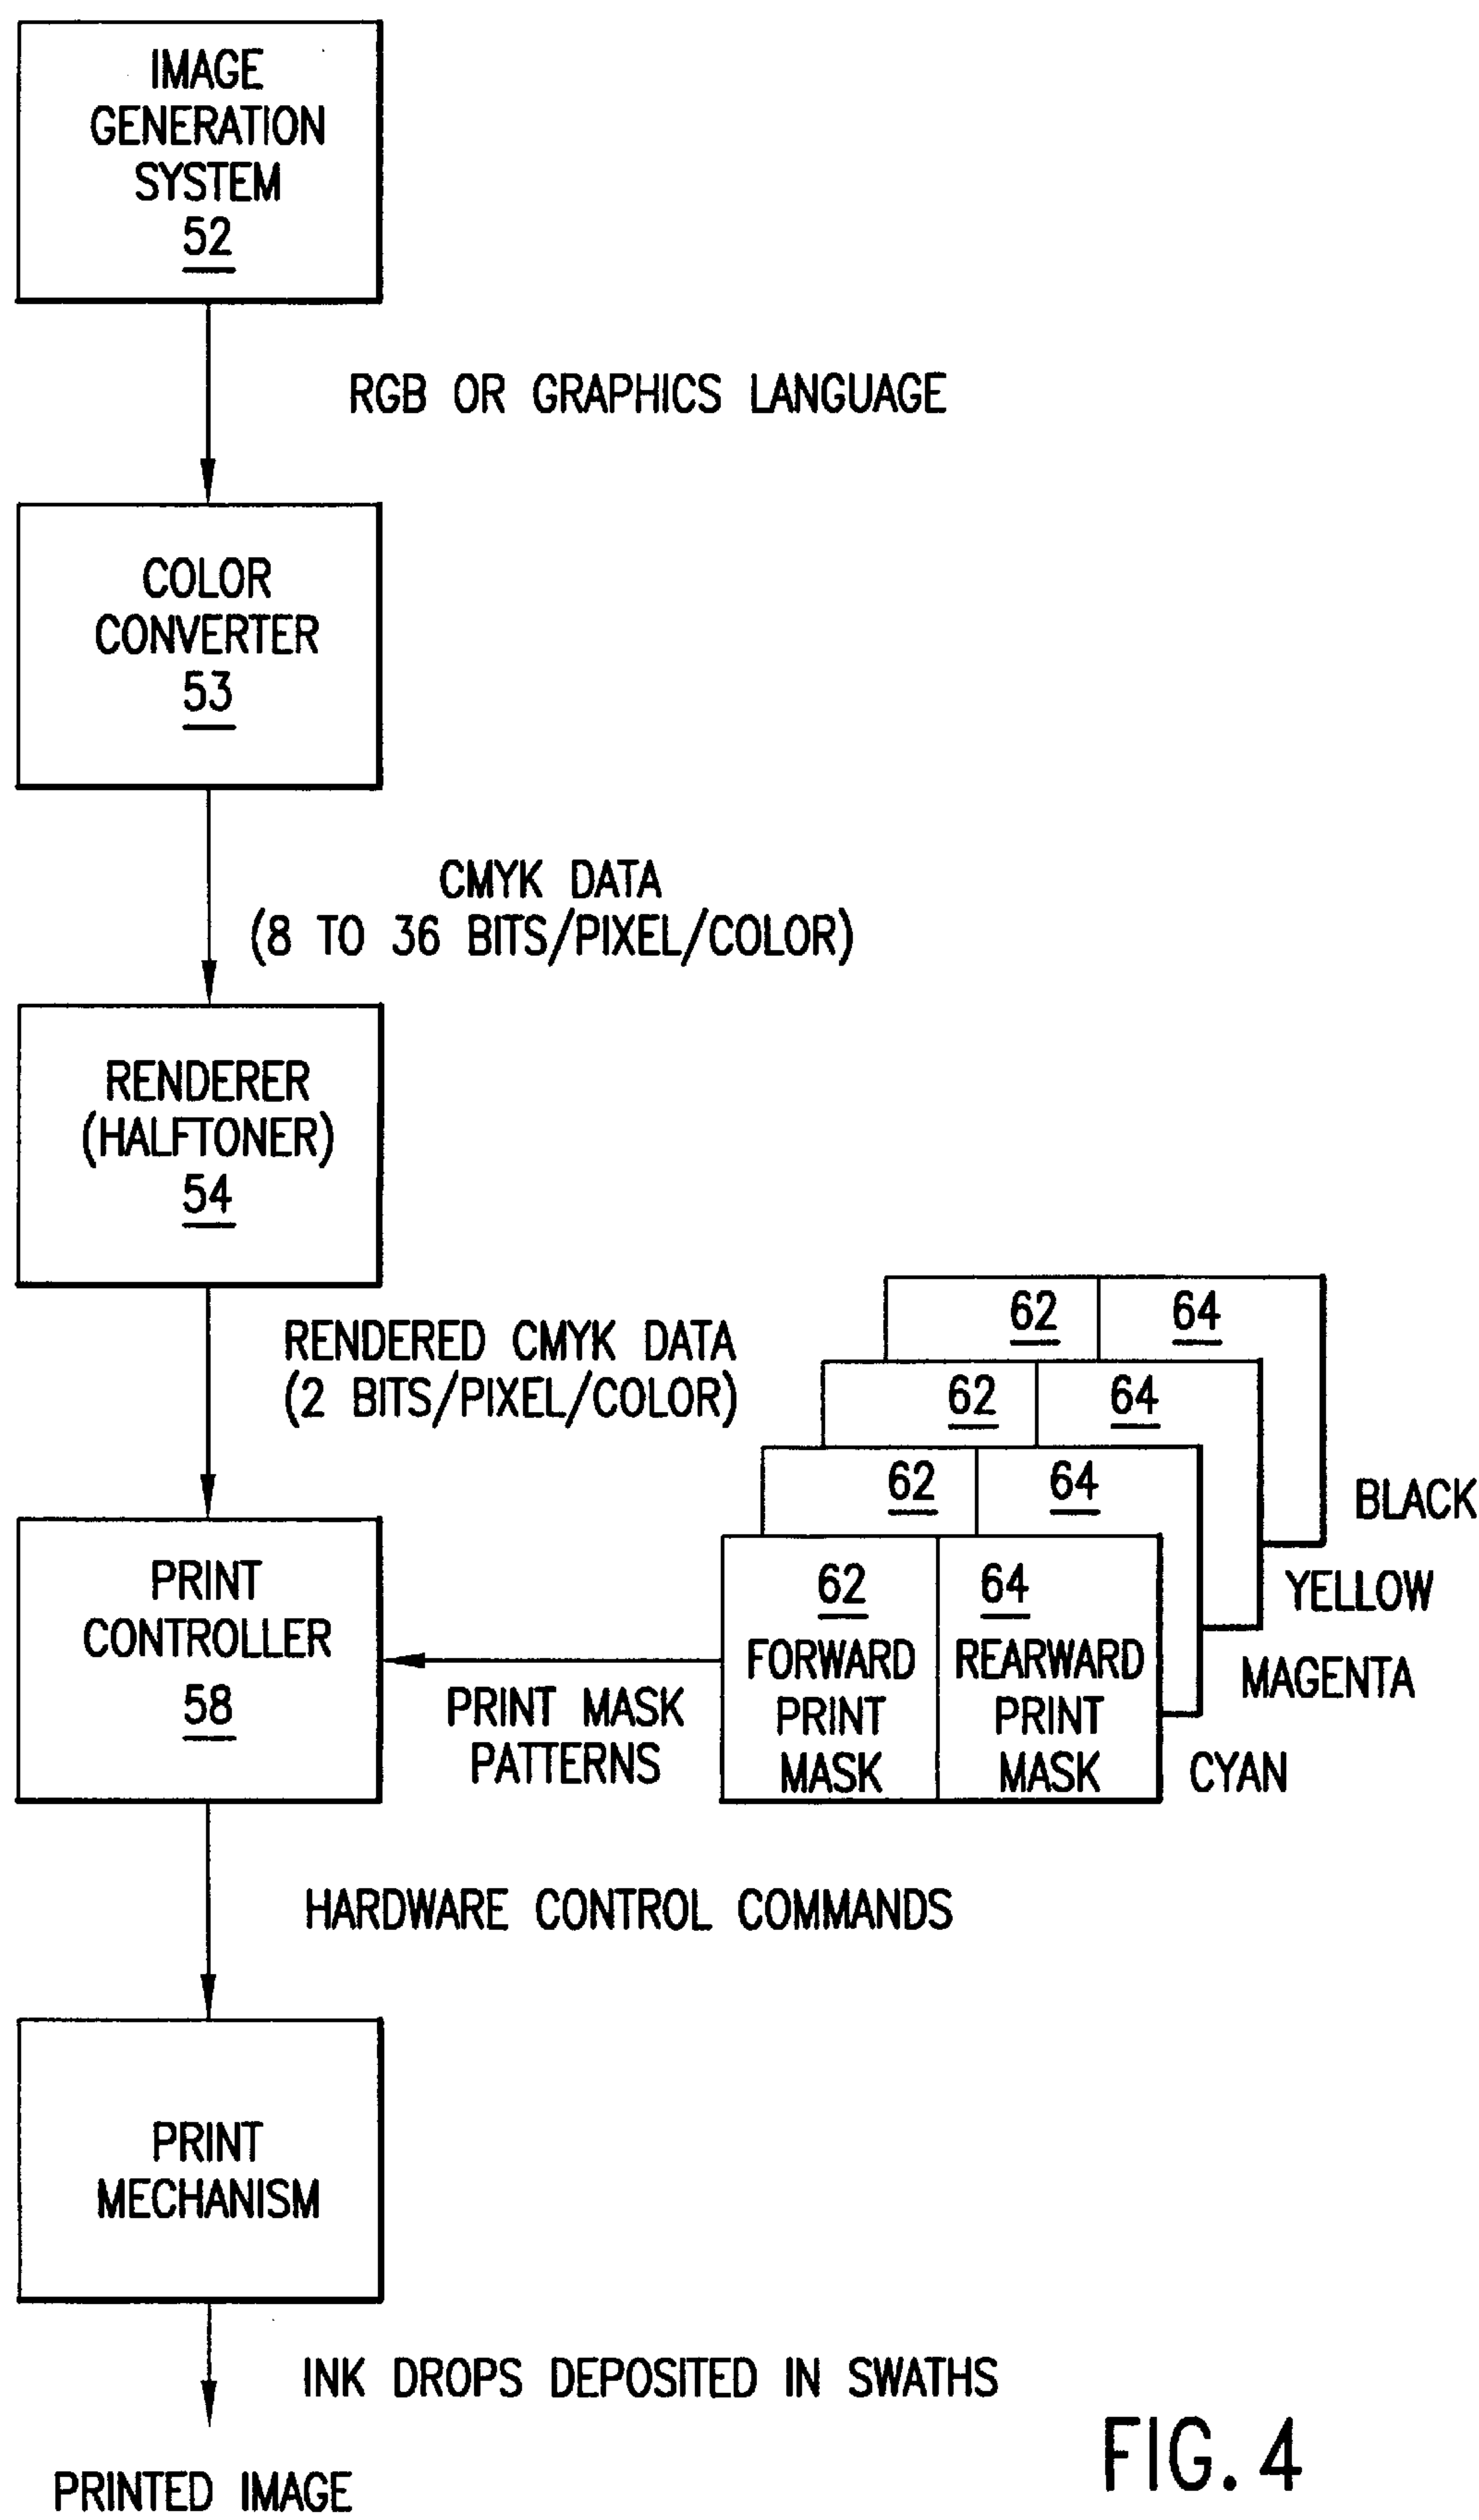 IMAGE
GENERATION
SYSTEM
52
RGB OR GRAPHICS LANGUAGE
COLOR
CONVERTER
53
CMYK DATA
(8 TO 36 BITS/PIXEL/COLOR)
RENDERER
(HALFTONER)
54
RENDERED CMYK DATA
(2 BITS/PIXEL/COLOR)
62 64
62 64
62 64
BLACK
YELLOW
MAGENTA
CYAN
62
FORWARD
PRINT
MASK
64
REARWARD
PRINT
MASK
PRINT MASK
PATTERNS
PRINT
CONTROLLER
58
HARDWARE CONTROL COMMANDS
PRINT
MECHANISM
INK DROPS DEPOSITED IN SWATHS
PRINTED IMAGE
FIG. 4